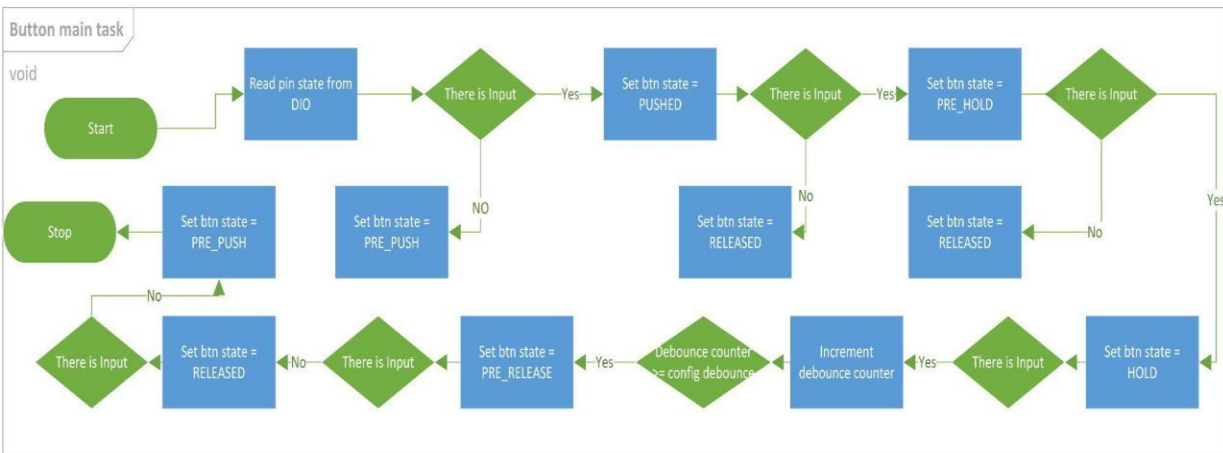 Button main task
void
Start
Read pin state from
DIO
There is Input
Yes
Set btn state =
PUSHED
There is Input
Yes
Set btn state =
PRE_HOLD
There is Input
Yes
NO
No
No
Stop
Set btn state =
PRE_PUSH
Set btn state =
PRE_PUSH
Set btn state =
RELEASED
Set btn state =
RELEASED
No
There is Input
Set btn state =
RELEASED
No
There is Input
Set btn state =
PRE_RELEASE
Yes
Debounce counter
>= config debounce
Increment
debounce counter
Yes
There is Input
Set btn state =
HOLD